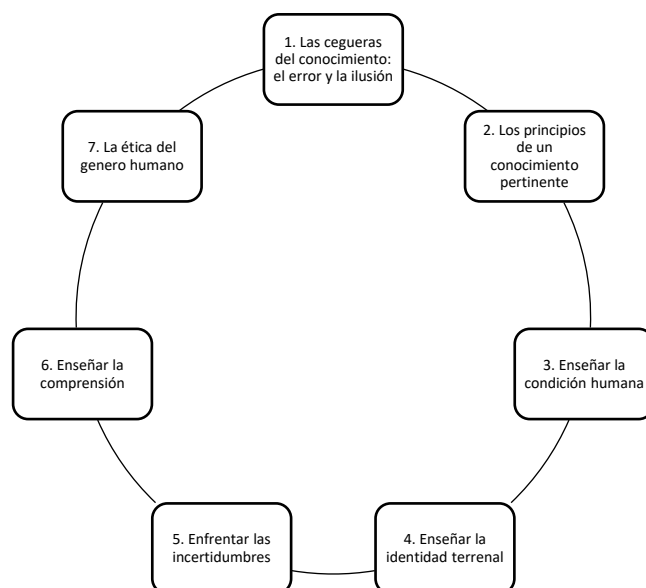 1. Las cegueras
del conocimiento:
el error y la ilusión
2. Los principios
de un
conocimiento
pertinente
3. Enseñar la
condición humana
4. Enseñar la
identidad terrenal
5. Enfrentar las
incertidumbres
6. Enseñar la
comprensión
7. La ética del
genero humano